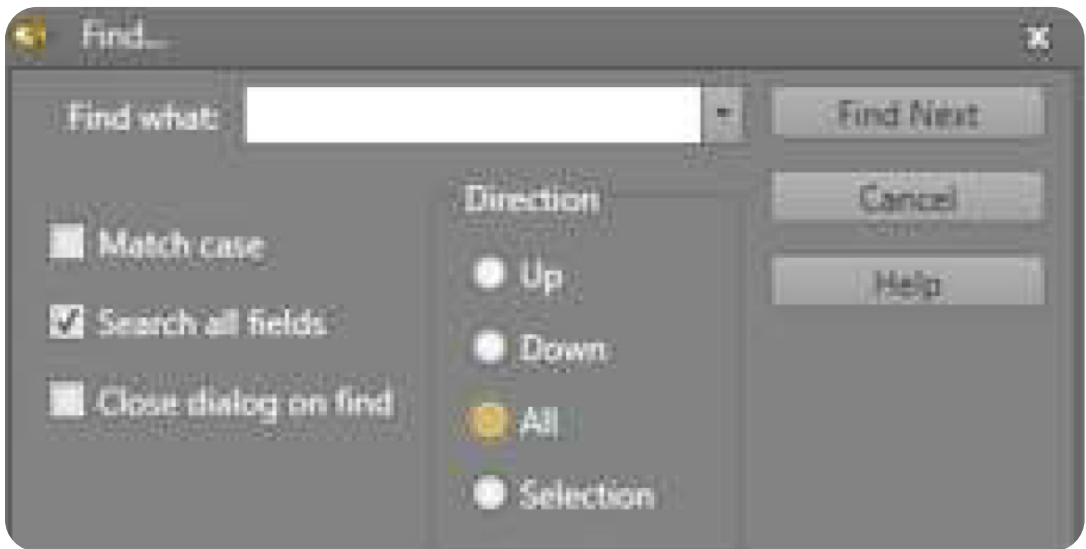 Find...
Find what:
Find Next
Cancel
Help
Match case
Search all fields
Close dialog on find
Direction
Up
Down
All
Selection